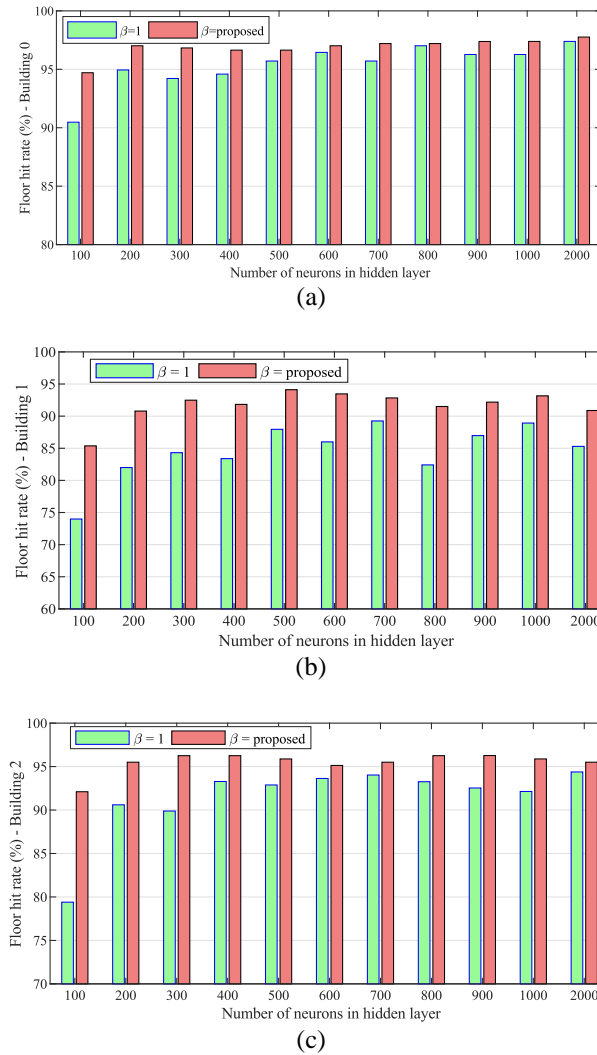 β=1 β=proposed
Floor hit rate (%) - Building 0
100
95
90
85
80
100 200 300 400 500 600 700 800 900 1000 2000
Number of neurons in hidden layer
(a)
β = 1 β = proposed
Floor hit rate (%) - Building 1
100
95
90
85
80
75
70
65
60
100 200 300 400 500 600 700 800 900 1000 2000
Number of neurons in hidden layer
(b)
β = 1 β = proposed
Floor hit rate (%) - Building 2
100
95
90
85
80
75
70
100 200 300 400 500 600 700 800 900 1000 2000
Number of neurons in hidden layer
(c)